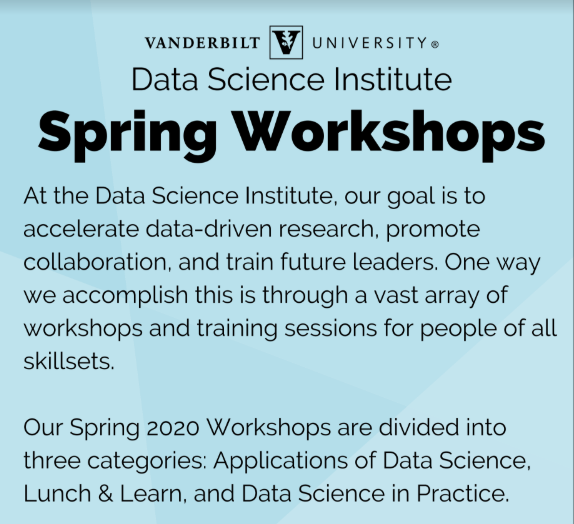 VANDERBILT V UNIVERSITY®
Data Science Institute
Spring Workshops
At the Data Science Institute, our goal is to
accelerate data-driven research, promote
collaboration, and train future leaders. One way
we accomplish this is through a vast array of
workshops and training sessions for people of all
skillsets.
Our Spring 2020 Workshops are divided into
three categories: Applications of Data Science,
Lunch & Learn, and Data Science in Practice.